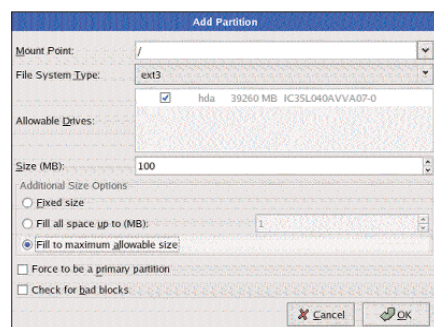 Add Partition
Mount Point: /
File System Type: ext3
hda 39260 MB IC35L040AVVA07-0
Allowable Drives:
Size (MB): 100
Additional Size Options
Fixed size
Fill all space up to (MB): 1
Fill to maximum allowable size
Force to be a primary partition
Check for bad blocks
Cancel OK